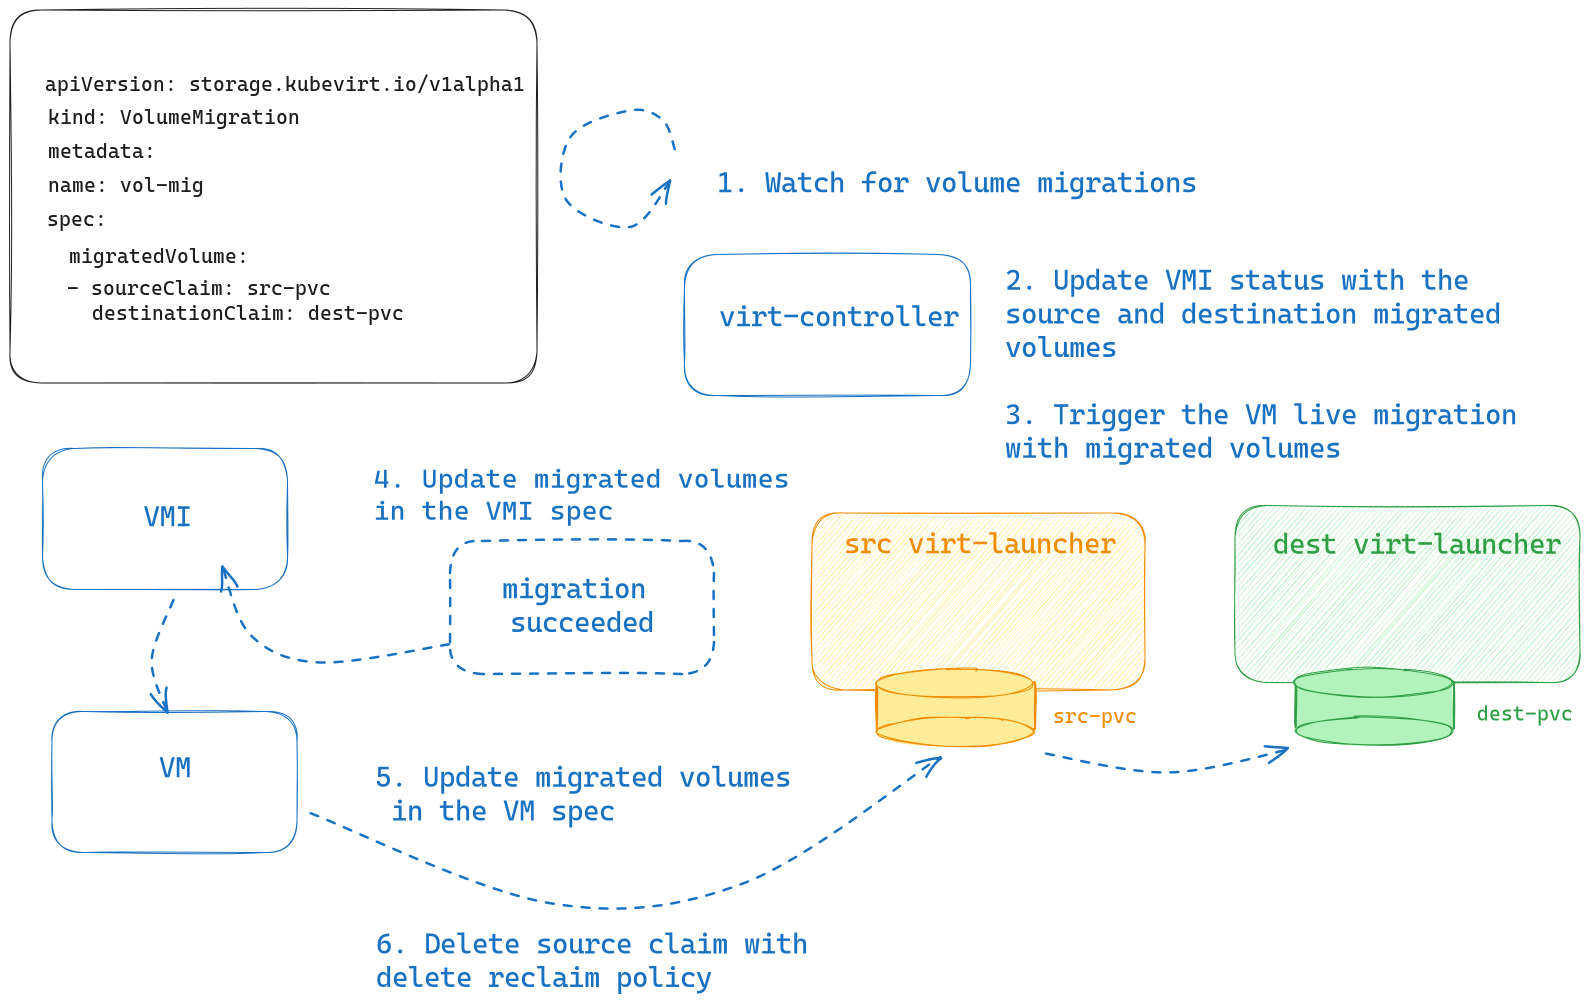 apiVersion: storage.kubevirt.io/v1alpha1
kind: VolumeMigration
metadata:
name: vol-mig
spec:
migratedVolume:
- sourceClaim: src-pvc
destinationClaim: dest-pvc
1. Watch for volume migrations
virt-controller
2. Update VMI status with the
source and destination migrated
volumes
3. Trigger the VM live migration
with migrated volumes
VMI
4. Update migrated volumes
in the VMI spec
migration
succeeded
src virt-launcher
dest virt-launcher
src-pvc
dest-pvc
VM
5. Update migrated volumes
in the VM spec
6. Delete source claim with
delete reclaim policy